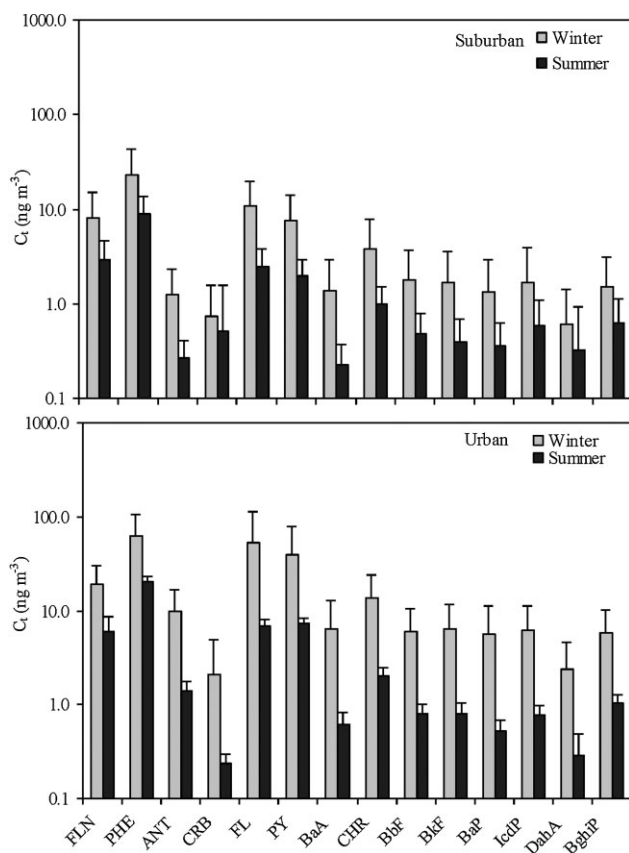 1000.0
100.0
10.0
1.0
0.1
Cₜ (ng m⁻³)
Suburban
Winter
Summer
1000.0
100.0
10.0
1.0
0.1
Cₜ (ng m⁻³)
Urban
Winter
Summer
FLN
PHE
ANT
CRB
FL
PY
BaA
CHR
BbF
BkF
BaP
IcdP
DahA
BghiP